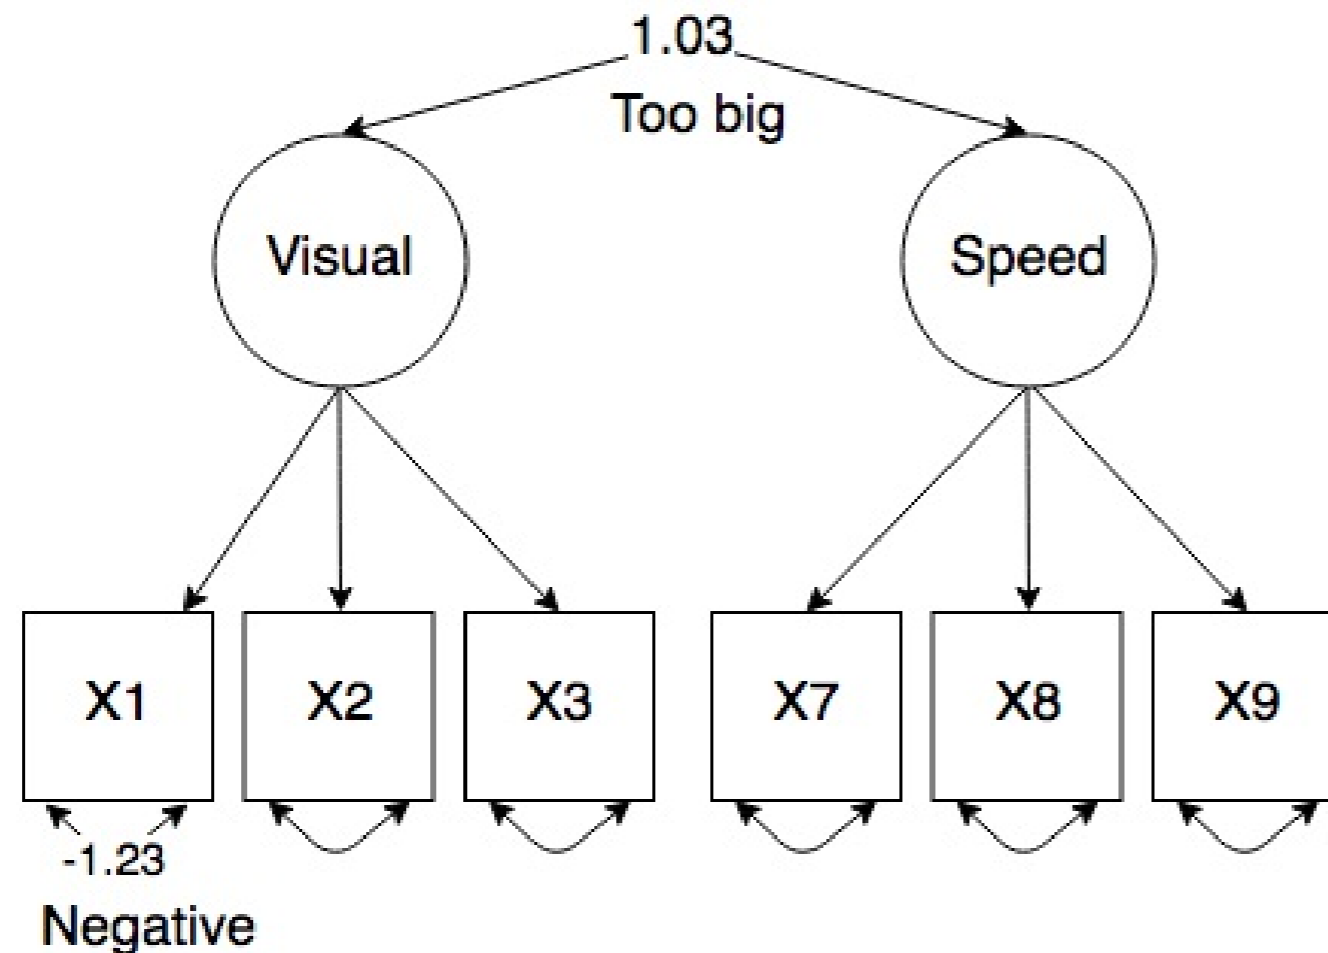 1.03
Too big
Visual
Speed
X1
X2
X3
X7
X8
X9
-1.23
Negative